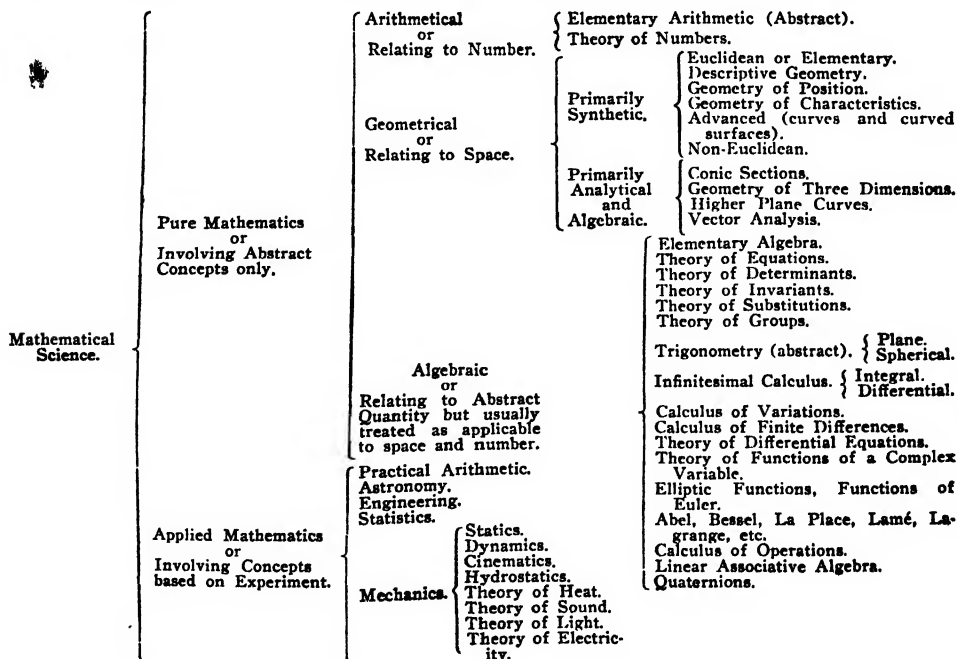 Mathematical
Science.
Pure Mathematics
or
Involving Abstract
Concepts only.
Arithmetical
or
Relating to Number.
Elementary Arithmetic (Abstract).
Theory of Numbers.
Geometrical
or
Relating to Space.
Primarily
Synthetic.
Euclidean or Elementary.
Descriptive Geometry.
Geometry of Position.
Geometry of Characteristics.
Advanced (curves and curved
surfaces).
Non-Euclidean.
Primarily
Analytical
and
Algebraic.
Conic Sections.
Geometry of Three Dimensions.
Higher Plane Curves.
Vector Analysis.
Algebraic
or
Relating to Abstract
Quantity but usually
treated as applicable
to space and number.
Elementary Algebra.
Theory of Equations.
Theory of Determinants.
Theory of Invariants.
Theory of Substitutions.
Theory of Groups.
Trigonometry (abstract).
Plane.
Spherical.
Infinitesimal Calculus.
Integral.
Differential.
Calculus of Variations.
Calculus of Finite Differences.
Theory of Differential Equations.
Theory of Functions of a Complex
Variable.
Elliptic Functions, Functions of
Euler.
Abel, Bessel, La Place, Lamé, La-
grange, etc.
Calculus of Operations.
Linear Associative Algebra.
Quaternions.
Applied Mathematics
or
Involving Concepts
based on Experiment.
Practical Arithmetic.
Astronomy.
Engineering.
Statistics.
Mechanics.
Statics.
Dynamics.
Cinematics.
Hydrostatics.
Theory of Heat.
Theory of Sound.
Theory of Light.
Theory of Electric-
ity.